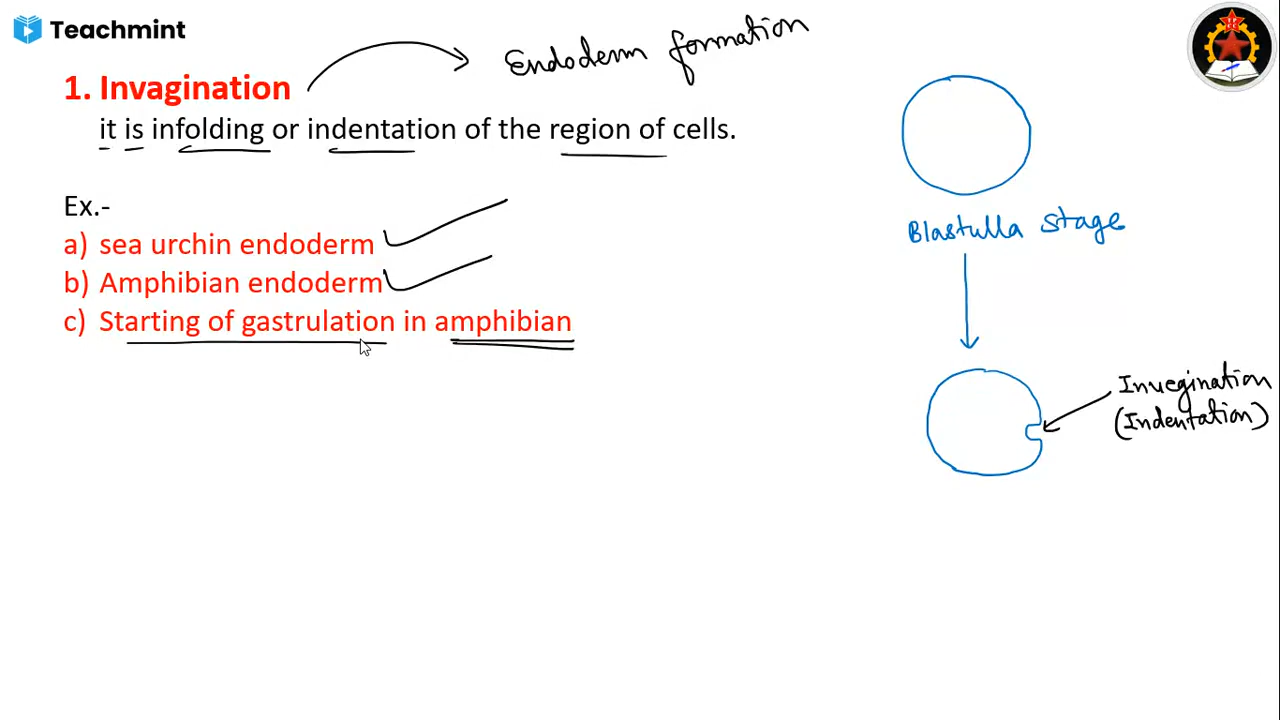 Teachmint
Endoderm formation
1. Invagination
it is infolding or indentation of the region of cells.
Ex.-
a) sea urchin endoderm
b) Amphibian endoderm
c) Starting of gastrulation in amphibian
Blastulla stage
Invegination
(Indentation)